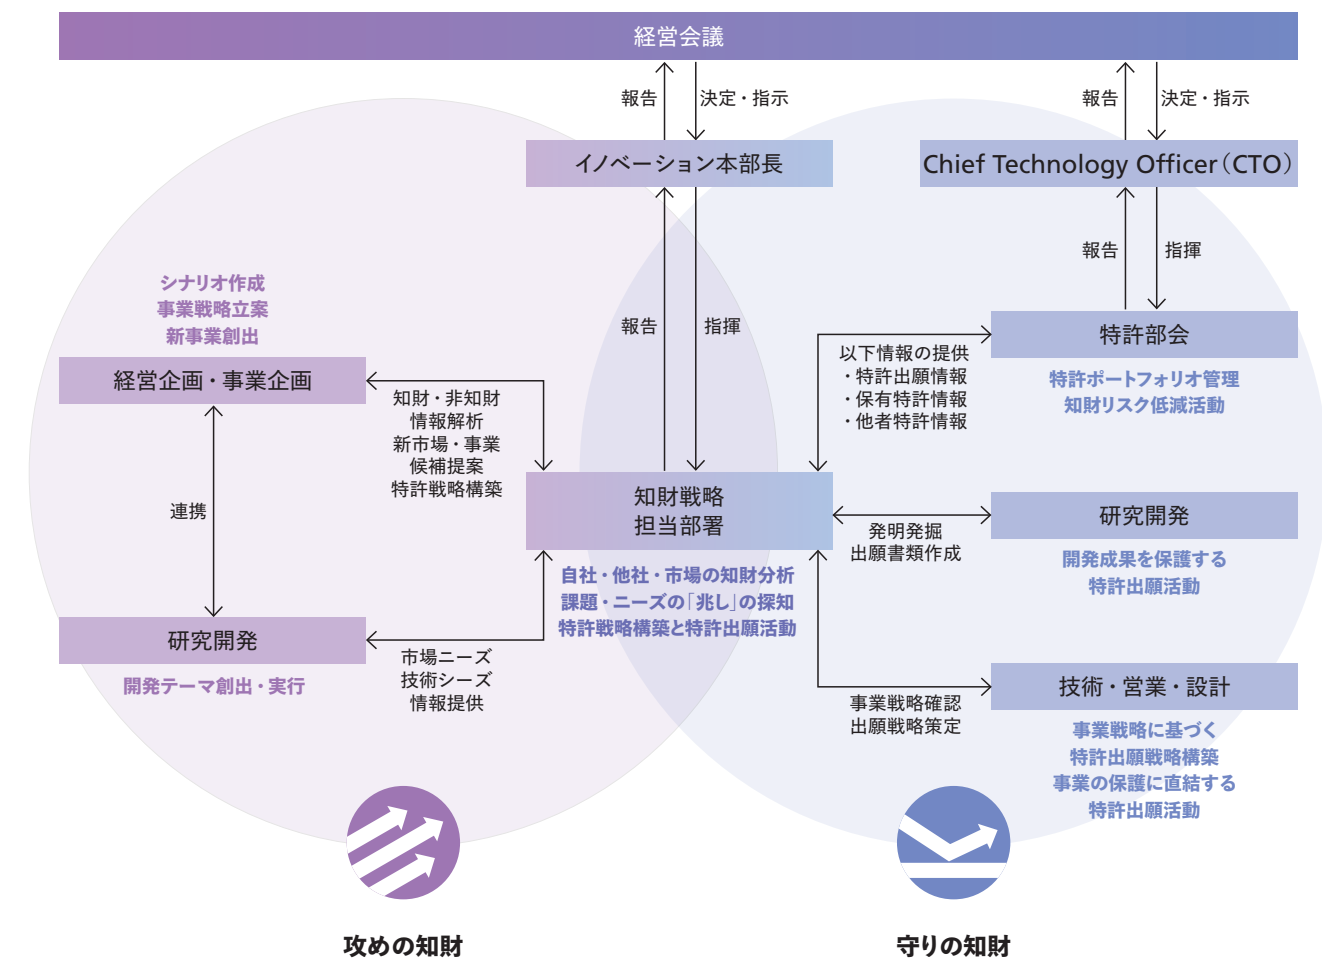 経営会議
報告
決定・指示
報告
決定・指示
イノベーション本部長
Chief Technology Officer（CTO）
報告
指揮
報告
指揮
シナリオ作成
事業戦略立案
新事業創出
経営企画・事業企画
知財・非知財
情報解析
新市場・事業
候補提案
特許戦略構築
連携
研究開発
開発テーマ創出・実行
市場ニーズ
技術シーズ
情報提供
知財戦略
担当部署
自社・他社・市場の知財分析
課題・ニーズの「兆し」の探知
特許戦略構築と特許出願活動
以下情報の提供
・特許出願情報
・保有特許情報
・他者特許情報
特許部会
特許ポートフォリオ管理
知財リスク低減活動
発明発掘
出願書類作成
研究開発
開発成果を保護する
特許出願活動
事業戦略確認
出願戦略策定
技術・営業・設計
事業戦略に基づく
特許出願戦略構築
事業の保護に直結する
特許出願活動
攻めの知財
守りの知財